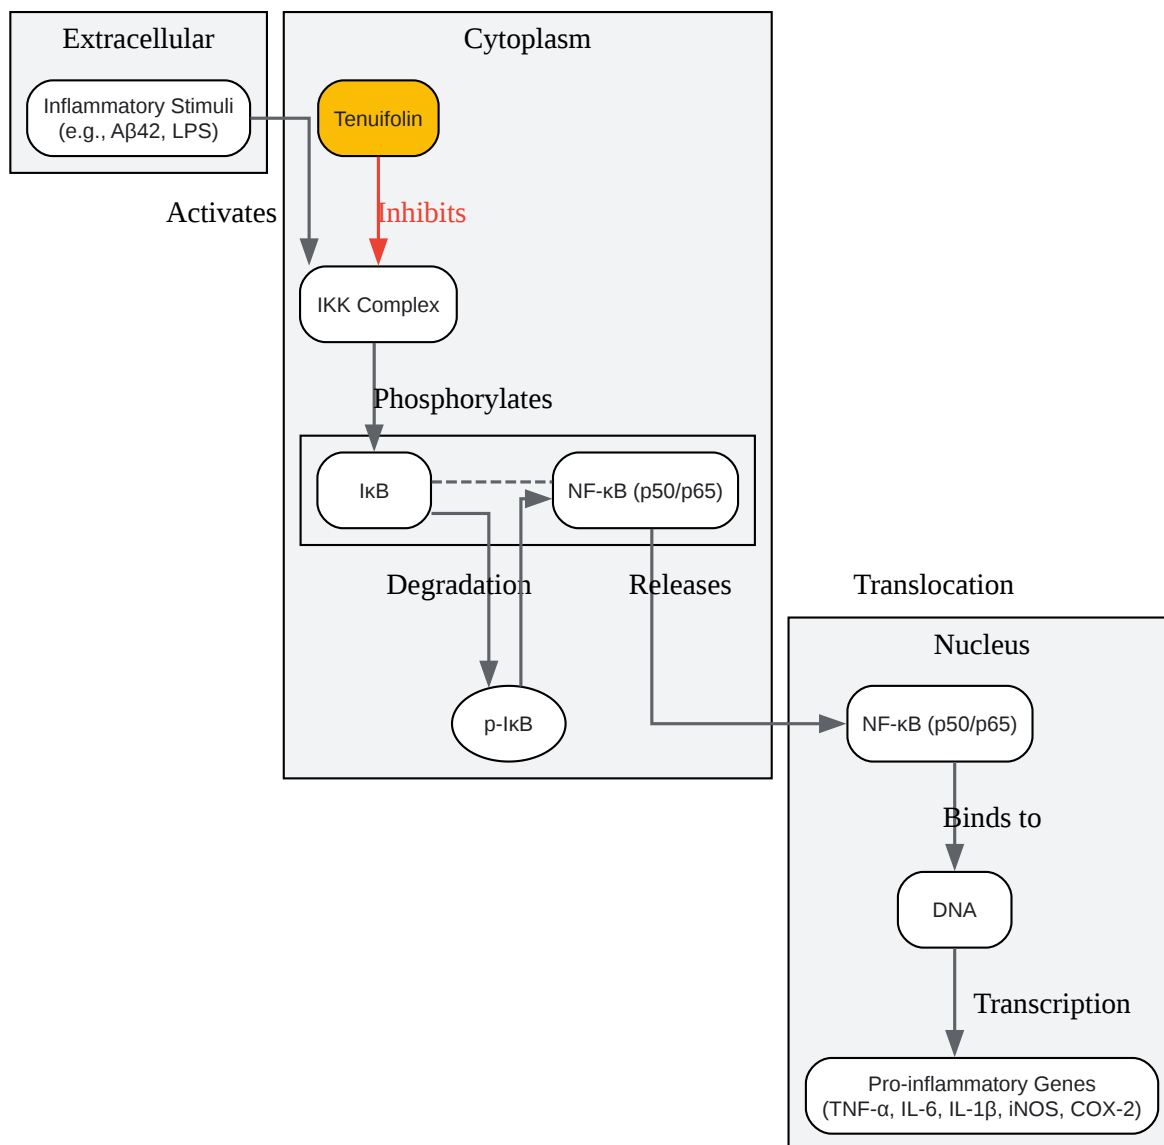 Extracellular
Cytoplasm
Inflammatory Stimuli
(e.g., Aβ42, LPS)
Tenuifolin
Activates
Inhibits
IKK Complex
Phosphorylates
IκB
NF-κB (p50/p65)
Degradation
Releases
Translocation
Nucleus
p-IκB
NF-κB (p50/p65)
Binds to
DNA
Transcription
Pro-inflammatory Genes
(TNF-α, IL-6, IL-1β, iNOS, COX-2)